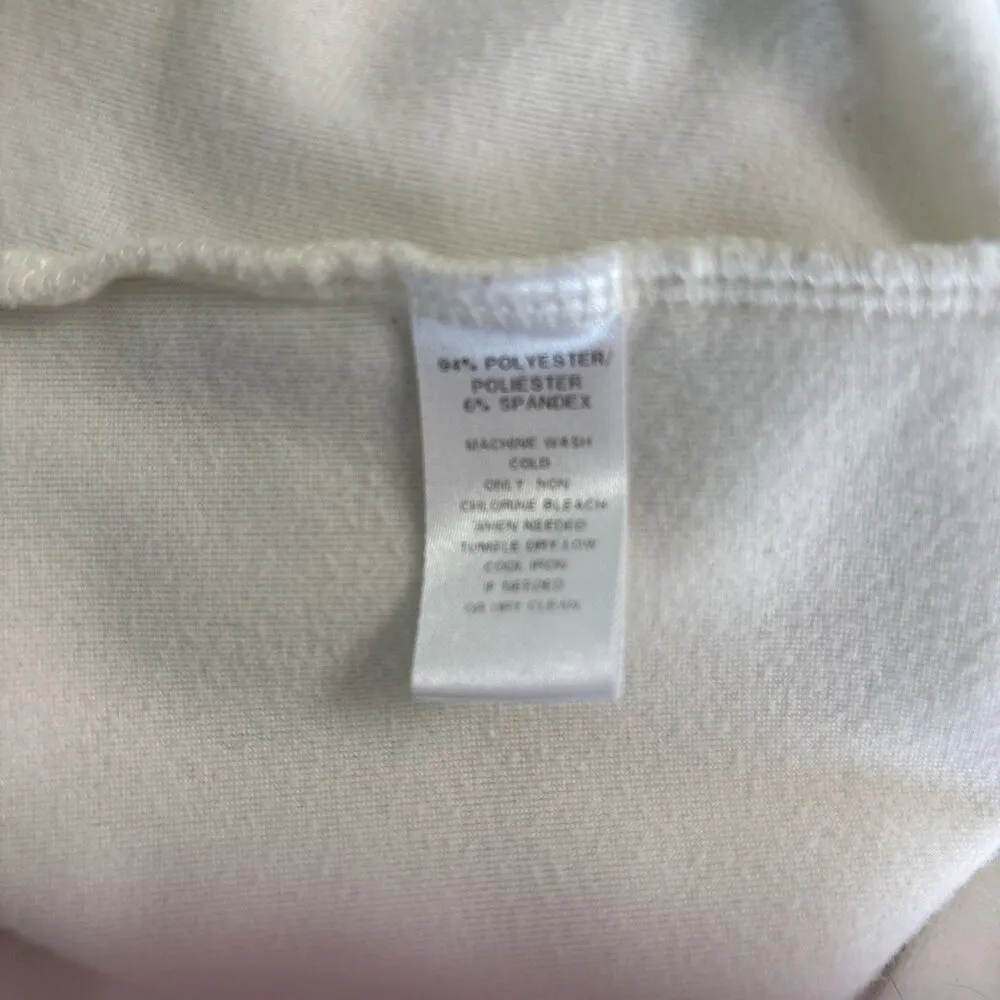 94% POLYESTER/
POLIÉSTER
6% SPANDEX
MACHINE WASH
COLD
ONLY NON
CHLORINE BLEACH
WHEN NEEDED
TUMBLE DRY LOW
COOL IRON
IF NEEDED
OR DRY CLEAN